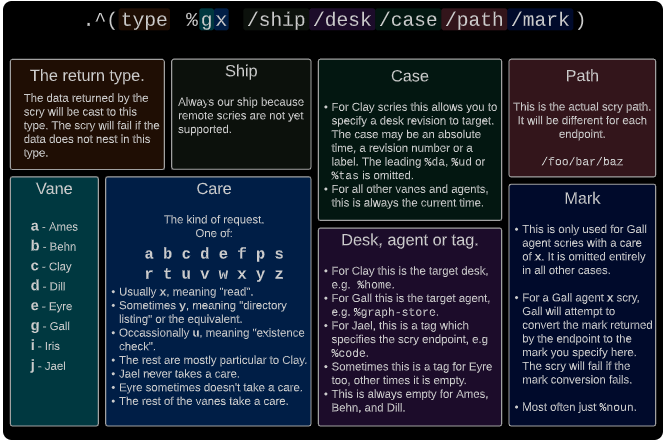 .^(type %gx /ship/desk/case/path/mark)
The return type.
The data returned by the
scry will be cast to this
type. The scry will fail if the
data does not nest in this
type.
Ship
Always our ship because
remote scries are not yet
supported.
Case
• For Clay scries this allows you to
specify a desk revision to target.
The case may be an absolute
time, a revision number or a
label. The leading %da, %ud or
%tas is omitted.
• For all other vanes and agents,
this is always the current time.
Path
This is the actual scry path.
It will be different for each
endpoint.
/foo/bar/baz
Vane
a - Ames
b - Behn
c - Clay
d - Dill
e - Eyre
g - Gall
i - Iris
j - Jael
Care
The kind of request.
One of:
a b c d e f p s
r t u v w x y z
• Usually x, meaning "read".
• Sometimes y, meaning "directory
listing" or the equivalent.
• Occassionally u, meaning "existence
check".
• The rest are mostly particular to Clay.
• Jael never takes a care.
• Eyre sometimes doesn't take a care.
• The rest of the vanes take a care.
Desk, agent or tag.
• For Clay this is the target desk,
e.g. %home.
• For Gall this is the target agent,
e.g. %graph-store.
• For Jael, this is a tag which
specifies the scry endpoint, e.g
%code.
• Sometimes this is a tag for Eyre
too, other times it is empty.
• This is always empty for Ames,
Behn, and Dill.
Mark
• This is only used for Gall
agent scries with a care
of x. It is omitted entirely
in all other cases.
• For a Gall agent x scry,
Gall will attempt to
convert the mark returned
by the endpoint to the
mark you specify here.
The scry will fail if the
mark conversion fails.
• Most often just %noun.